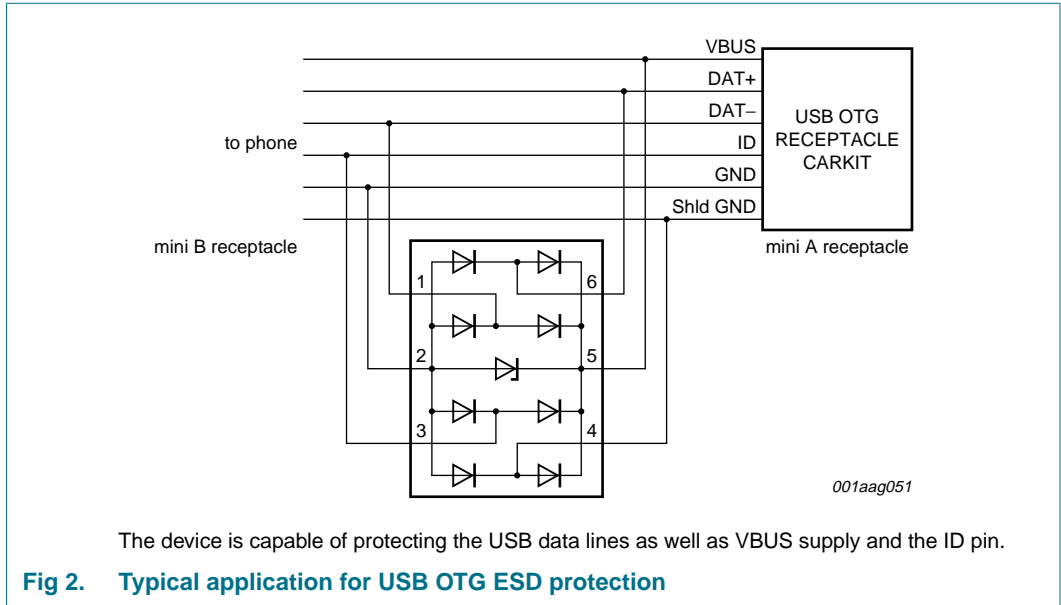 VBUS
DAT+
DAT−
to phone
ID
GND
Shld GND
USB OTG
RECEPTACLE
CARKIT
mini B receptacle
mini A receptacle
1
6
2
5
3
4
001aag051
The device is capable of protecting the USB data lines as well as VBUS supply and the ID pin.
Fig 2. Typical application for USB OTG ESD protection